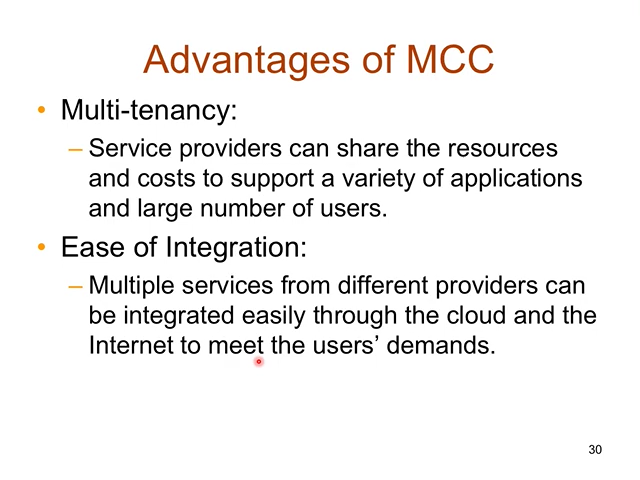 Advantages of MCC
• Multi-tenancy:
– Service providers can share the resources
and costs to support a variety of applications
and large number of users.
• Ease of Integration:
– Multiple services from different providers can
be integrated easily through the cloud and the
Internet to meet the users’ demands.
30